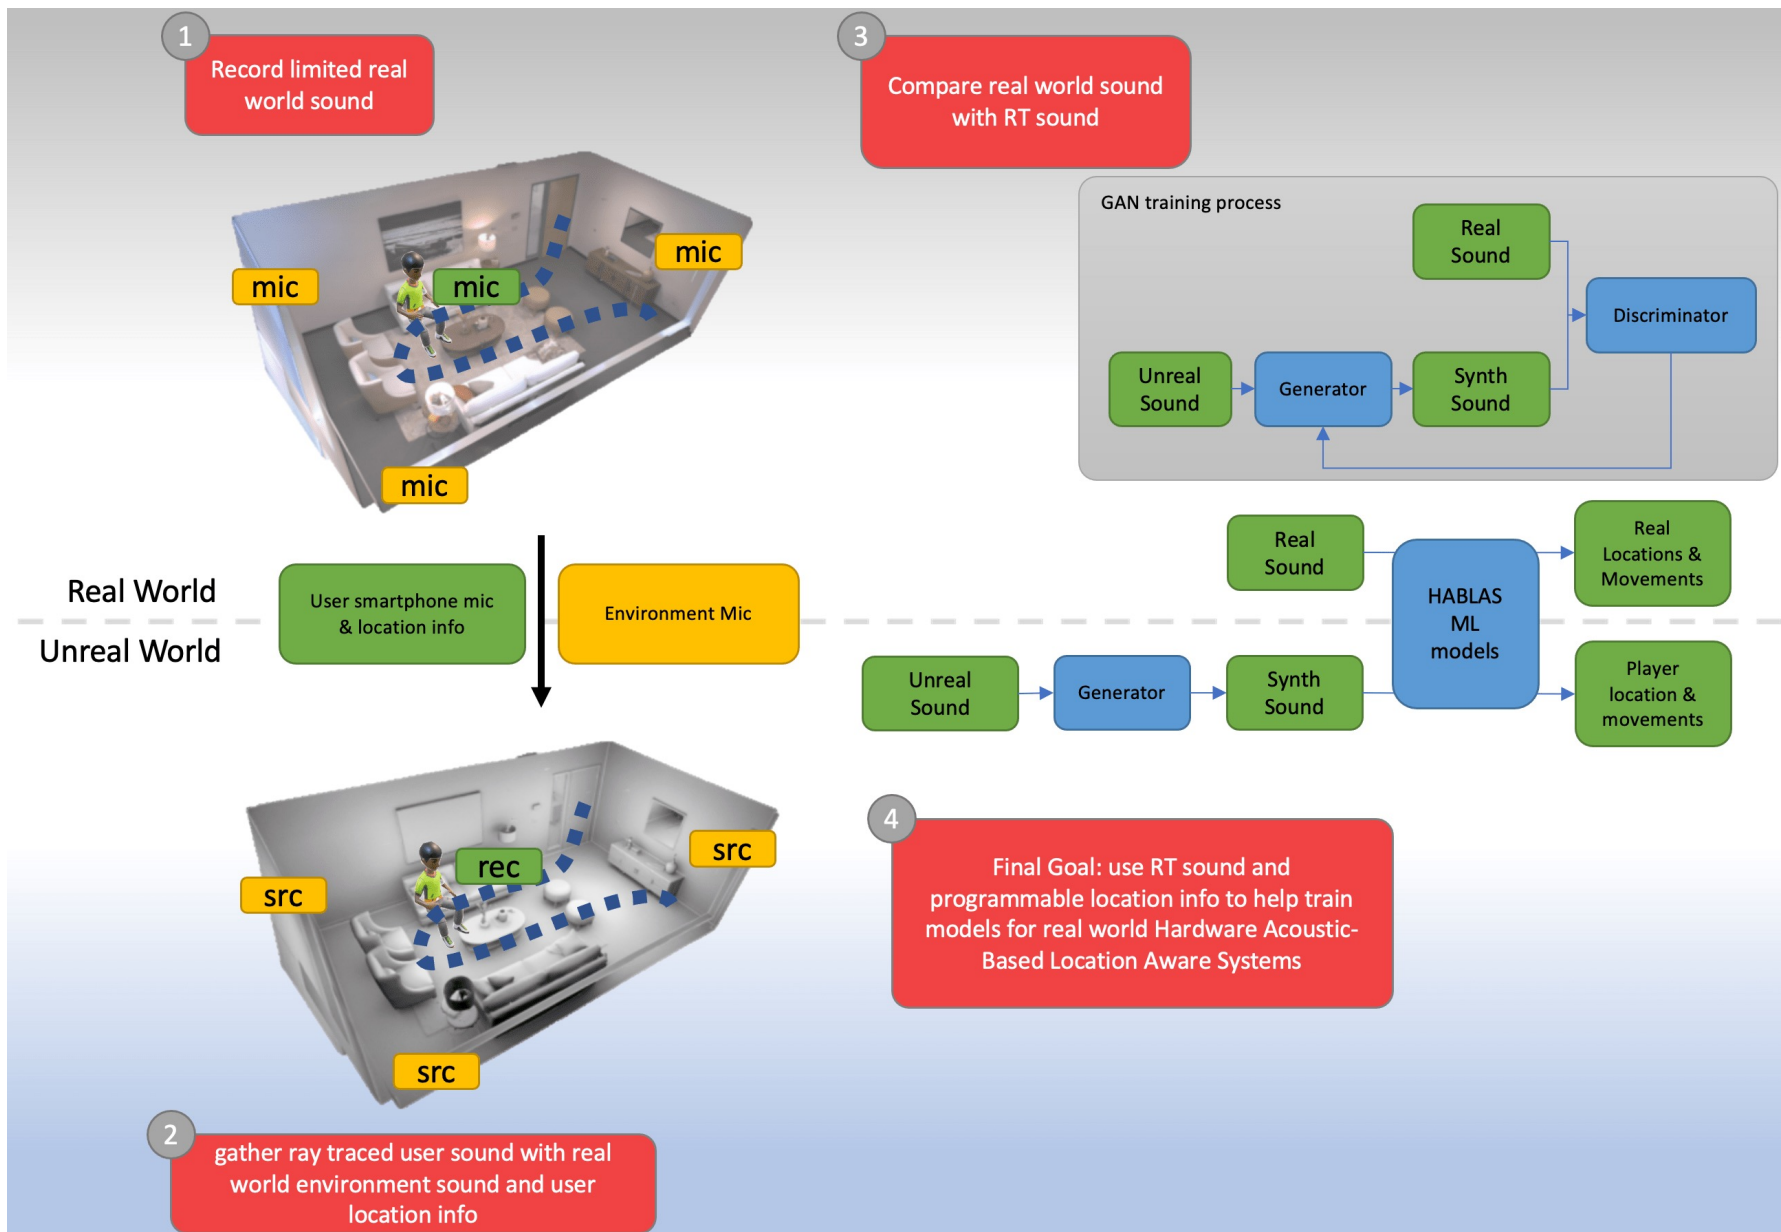 1
Record limited real
world sound
mic
mic
mic
mic
Real World
Unreal World
User smartphone mic
& location info
Environment Mic
src
rec
src
src
2
gather ray traced user sound with real
world environment sound and user
location info
3
Compare real world sound
with RT sound
GAN training process
Real
Sound
Discriminator
Unreal
Sound
Generator
Synth
Sound
Real
Sound
HABLAS
ML
models
Real
Locations &
Movements
Unreal
Sound
Generator
Synth
Sound
Player
location &
movements
4
Final Goal: use RT sound and
programmable location info to help train
models for real world Hardware Acoustic-
Based Location Aware Systems